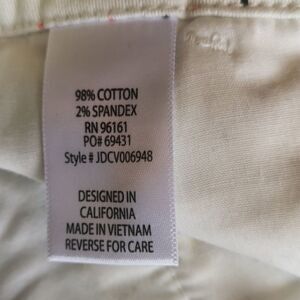 98% COTTON
2% SPANDEX
RN 96161
PO# 69431
Style # JDCV006948
DESIGNED IN
CALIFORNIA
MADE IN VIETNAM
REVERSE FOR CARE